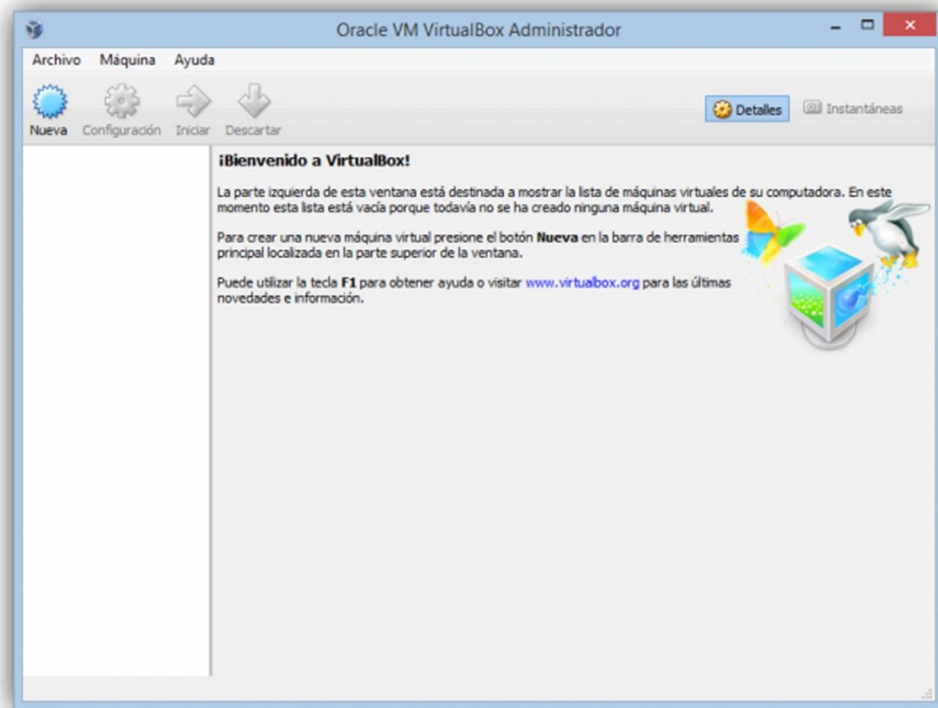 Oracle VM VirtualBox Administrador
Archivo Máquina Ayuda
Nueva Configuración Iniciar Descartar
Detalles Instantáneas
¡Bienvenido a VirtualBox!
La parte izquierda de esta ventana está destinada a mostrar la lista de máquinas virtuales de su computadora. En este
momento esta lista está vacía porque todavía no se ha creado ninguna máquina virtual.
Para crear una nueva máquina virtual presione el botón Nueva en la barra de herramientas
principal localizada en la parte superior de la ventana.
Puede utilizar la tecla F1 para obtener ayuda o visitar www.virtualbox.org para las últimas
novedades e información.